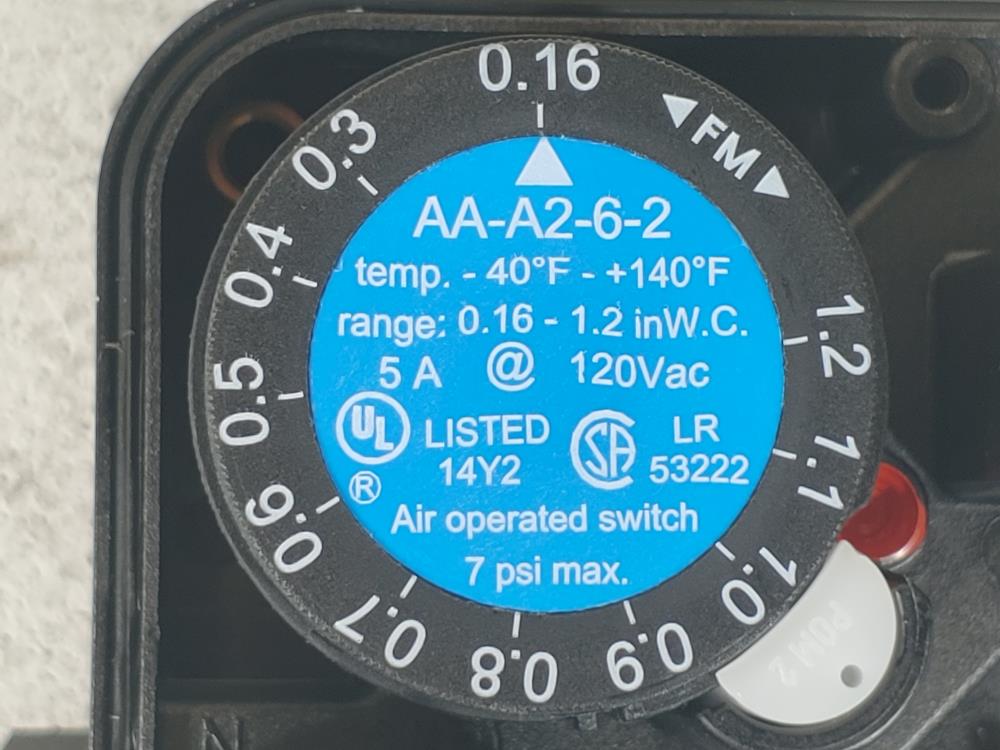 0.16
FM
0.3
0.4
0.5
0.6
0.7
0.8
0.9
1.0
1.1
1.2
AA-A2-6-2
temp. - 40°F - +140°F
range: 0.16 - 1.2 inW.C.
5 A @ 120Vac
UL LISTED SA LR
® 14Y2 53222
Air operated switch
7 psi max.
POM 2